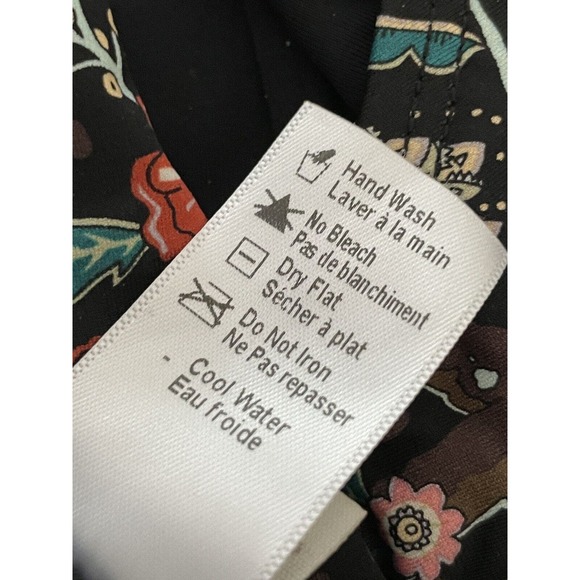 Hand Wash
Laver à la main
No Bleach
Pas de blanchiment
Dry Flat
Sécher à plat
Do Not Iron
Ne Pas repasser
- Cool Water
Eau froide